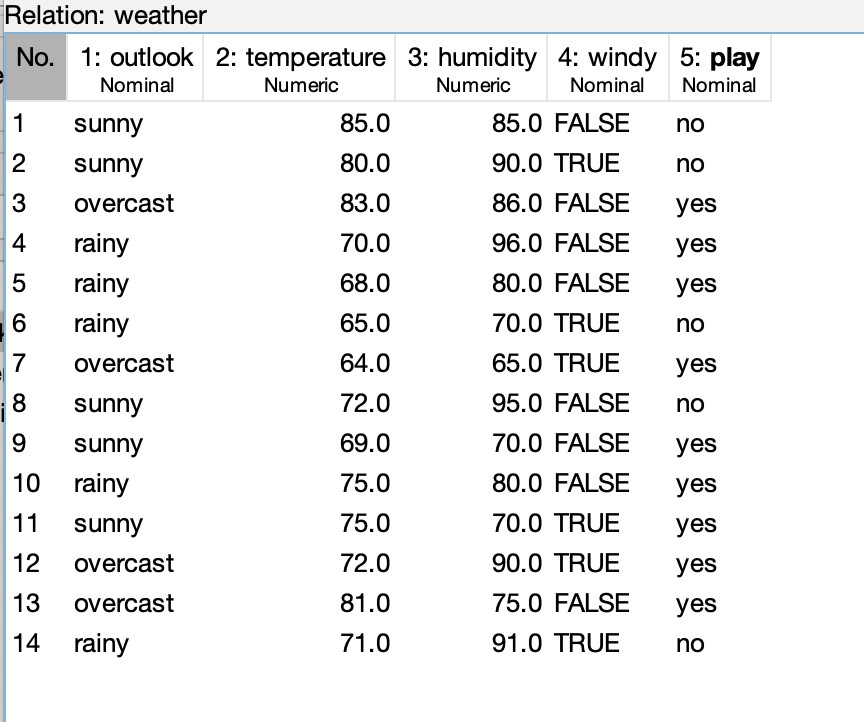 Relation: weather
No. 1: outlook 2: temperature 3: humidity 4: windy 5: play
Nominal Numeric Numeric Nominal Nominal
1 sunny 85.0 85.0 FALSE no
2 sunny 80.0 90.0 TRUE no
3 overcast 83.0 86.0 FALSE yes
4 rainy 70.0 96.0 FALSE yes
5 rainy 68.0 80.0 FALSE yes
6 rainy 65.0 70.0 TRUE no
7 overcast 64.0 65.0 TRUE yes
8 sunny 72.0 95.0 FALSE no
9 sunny 69.0 70.0 FALSE yes
10 rainy 75.0 80.0 FALSE yes
11 sunny 75.0 70.0 TRUE yes
12 overcast 72.0 90.0 TRUE yes
13 overcast 81.0 75.0 FALSE yes
14 rainy 71.0 91.0 TRUE no